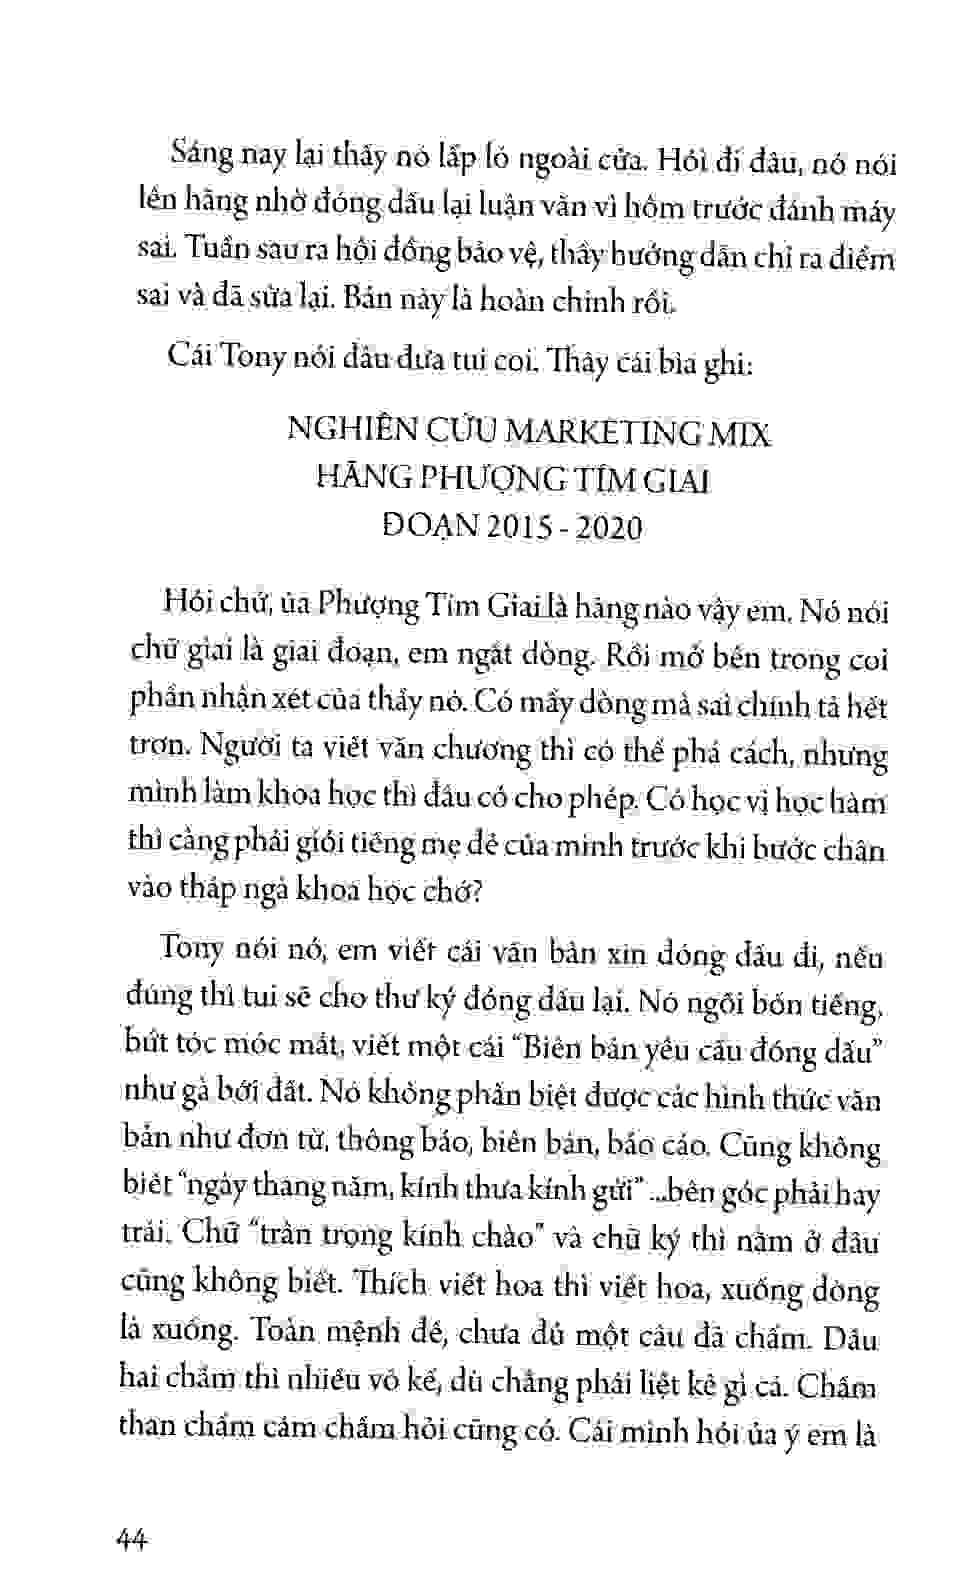 Sáng nay lại thấy nó lấp ló ngoài cửa. Hỏi đi đâu, nó nói
lên hãng nhờ đóng dấu lại luận văn vì hôm trước đánh máy
sai. Tuần sau ra hội đồng bảo vệ, thầy hướng dẫn chỉ ra điểm
sai và đã sửa lại. Bản này là hoàn chỉnh rồi.
Cái Tony nói đâu đưa tui coi. Thấy cái bìa ghi:
NGHIÊN CỨU MARKETING MIX
HÃNG PHƯỢNG TÍM GIAI
ĐOẠN 2015 - 2020
Hỏi chứ, ủa Phượng Tím Giai là hãng nào vậy em. Nó nói
chữ giai là giai đoạn, em ngắt dòng. Rồi mở bên trong coi
phần nhận xét của thầy nó. Có mấy dòng mà sai chính tả hết
trơn. Người ta viết văn chương thì có thể phá cách, nhưng
mình làm khoa học thì đâu có cho phép. Có học vị học hàm
thì càng phải giỏi tiếng mẹ đẻ của mình trước khi bước chân
vào tháp ngà khoa học chớ?
Tony nói nó, em viết cái văn bản xin đóng dấu đi, nếu
đúng thì tui sẽ cho thư ký đóng dấu lại. Nó ngồi bốn tiếng,
bứt tóc móc mắt, viết một cái “Biên bản yêu cầu đóng dấu”
như gà bới đất. Nó không phân biệt được các hình thức văn
bản như đơn từ, thông báo, biên bản, báo cáo. Cũng không
biết “ngày tháng năm, kính thưa kính gửi” ...bên góc phải hay
trái. Chữ “trân trọng kính chào” và chữ ký thì nằm ở đâu
cũng không biết. Thích viết hoa thì viết hoa, xuống dòng
là xuống. Toàn mệnh đề, chưa đủ một câu đã chấm. Dấu
hai chấm thì nhiều vô kể, dù chẳng phải liệt kê gì cả. Chấm
than chấm cảm chấm hỏi cũng có. Cái mình hỏi ủa ý em là
44